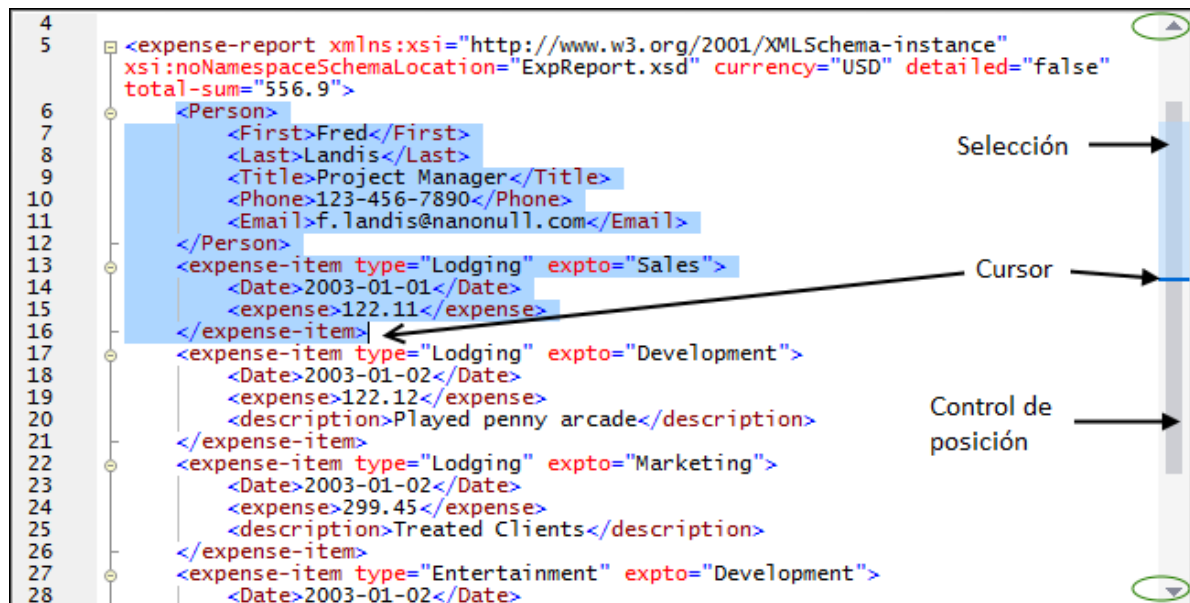 4
5 <expense-report xmlns:xsi="http://www.w3.org/2001/XMLSchema-instance"
xsi:noNamespaceSchemaLocation="ExpReport.xsd" currency="USD" detailed="false"
total-sum="556.9">
6 <Person>
7 <First>Fred</First>
8 <Last>Landis</Last>
Selección
9 <Title>Project Manager</Title>
10 <Phone>123-456-7890</Phone>
11 <Email>f.landis@nanonull.com</Email>
12 </Person>
13 <expense-item type="Lodging" expto="Sales">
Cursor
14 <Date>2003-01-01</Date>
15 <expense>122.11</expense>
16 </expense-item>
17 <expense-item type="Lodging" expto="Development">
18 <Date>2003-01-02</Date>
19 <expense>122.12</expense>
20 <description>Played penny arcade</description>
Control de
posición
21 </expense-item>
22 <expense-item type="Lodging" expto="Marketing">
23 <Date>2003-01-02</Date>
24 <expense>299.45</expense>
25 <description>Treated Clients</description>
26 </expense-item>
27 <expense-item type="Entertainment" expto="Development">
28 <Date>2003-01-02</Date>